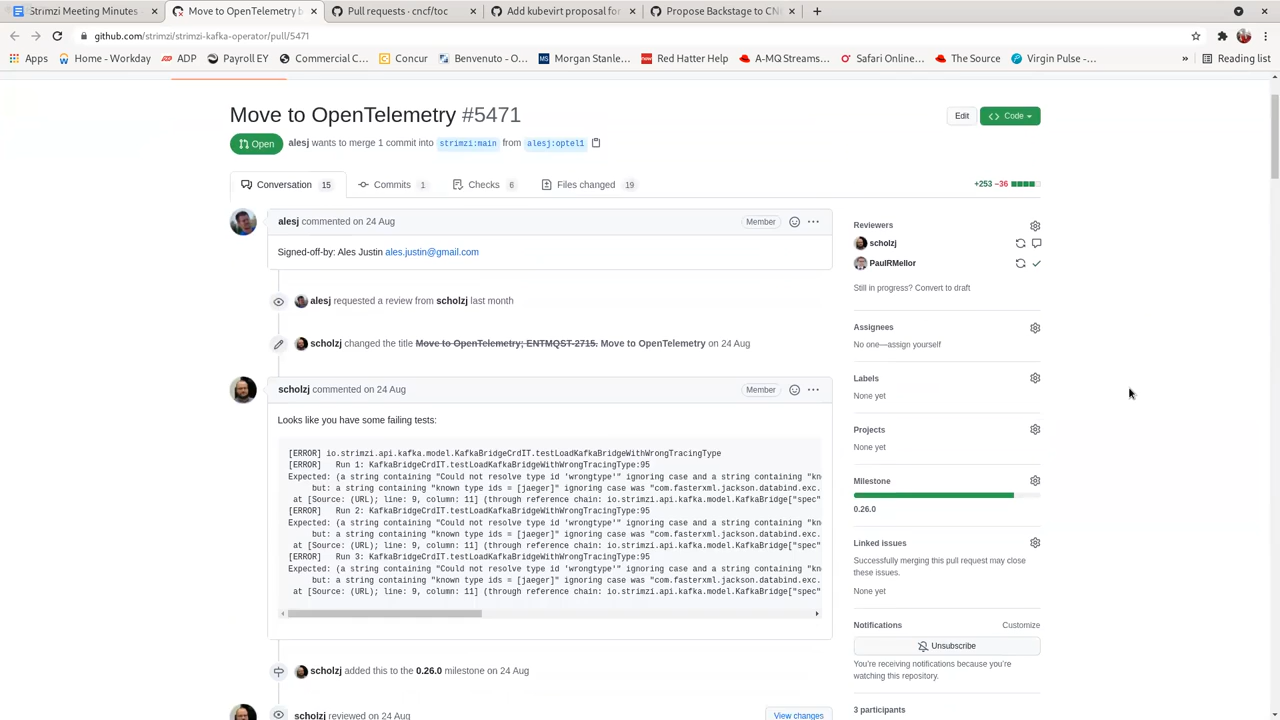 Strimzi Meeting Minutes
Move to OpenTelemetry b
Pull requests · cncf/toc
Add kubevirt proposal for
Propose Backstage to CN
github.com/strimzi/strimzi-kafka-operator/pull/5471
Apps
Home - Workday
ADP
Payroll EY
Commercial C...
Concur
Benvenuto - O...
Morgan Stanle...
Red Hatter Help
A-MQ Streams...
Safari Online...
The Source
Virgin Pulse -...
»
Reading list
Move to OpenTelemetry #5471
Edit
Code
Open
alesj wants to merge 1 commit into strimzi:main from alesj:optel1
Conversation 15
Commits 1
Checks 6
Files changed 19
+253 −36
alesj commented on 24 Aug
Member
Signed-off-by: Ales Justin ales.justin@gmail.com
alesj requested a review from scholzj last month
scholzj changed the title Move to OpenTelemetry; ENTMQST-2715. Move to OpenTelemetry on 24 Aug
scholzj commented on 24 Aug
Member
Looks like you have some failing tests:
[ERROR] io.strimzi.api.kafka.model.KafkaBridgeCrdIT.testLoadKafkaBridgeWithWrongTracingType
[ERROR]   Run 1: KafkaBridgeCrdIT.testLoadKafkaBridgeWithWrongTracingType:95
Expected: (a string containing "Could not resolve type id 'wrongtype'" ignoring case and a string containing "kn
but: a string containing "known type ids = [jaeger]" ignoring case was "com.fasterxml.jackson.databind.exc.
at [Source: (URL); line: 9, column: 11] (through reference chain: io.strimzi.api.kafka.model.KafkaBridge["spec"
[ERROR]   Run 2: KafkaBridgeCrdIT.testLoadKafkaBridgeWithWrongTracingType:95
Expected: (a string containing "Could not resolve type id 'wrongtype'" ignoring case and a string containing "kn
but: a string containing "known type ids = [jaeger]" ignoring case was "com.fasterxml.jackson.databind.exc.
at [Source: (URL); line: 9, column: 11] (through reference chain: io.strimzi.api.kafka.model.KafkaBridge["spec"
[ERROR]   Run 3: KafkaBridgeCrdIT.testLoadKafkaBridgeWithWrongTracingType:95
Expected: (a string containing "Could not resolve type id 'wrongtype'" ignoring case and a string containing "kn
but: a string containing "known type ids = [jaeger]" ignoring case was "com.fasterxml.jackson.databind.exc.
at [Source: (URL); line: 9, column: 11] (through reference chain: io.strimzi.api.kafka.model.KafkaBridge["spec"
scholzj added this to the 0.26.0 milestone on 24 Aug
scholzj reviewed on 24 Aug
View changes
Reviewers
scholzj
PaulRMellor
Still in progress? Convert to draft
Assignees
No one—assign yourself
Labels
None yet
Projects
None yet
Milestone
0.26.0
Linked issues
Successfully merging this pull request may close
these issues.
None yet
Notifications
Customize
Unsubscribe
You're receiving notifications because you're
watching this repository.
3 participants